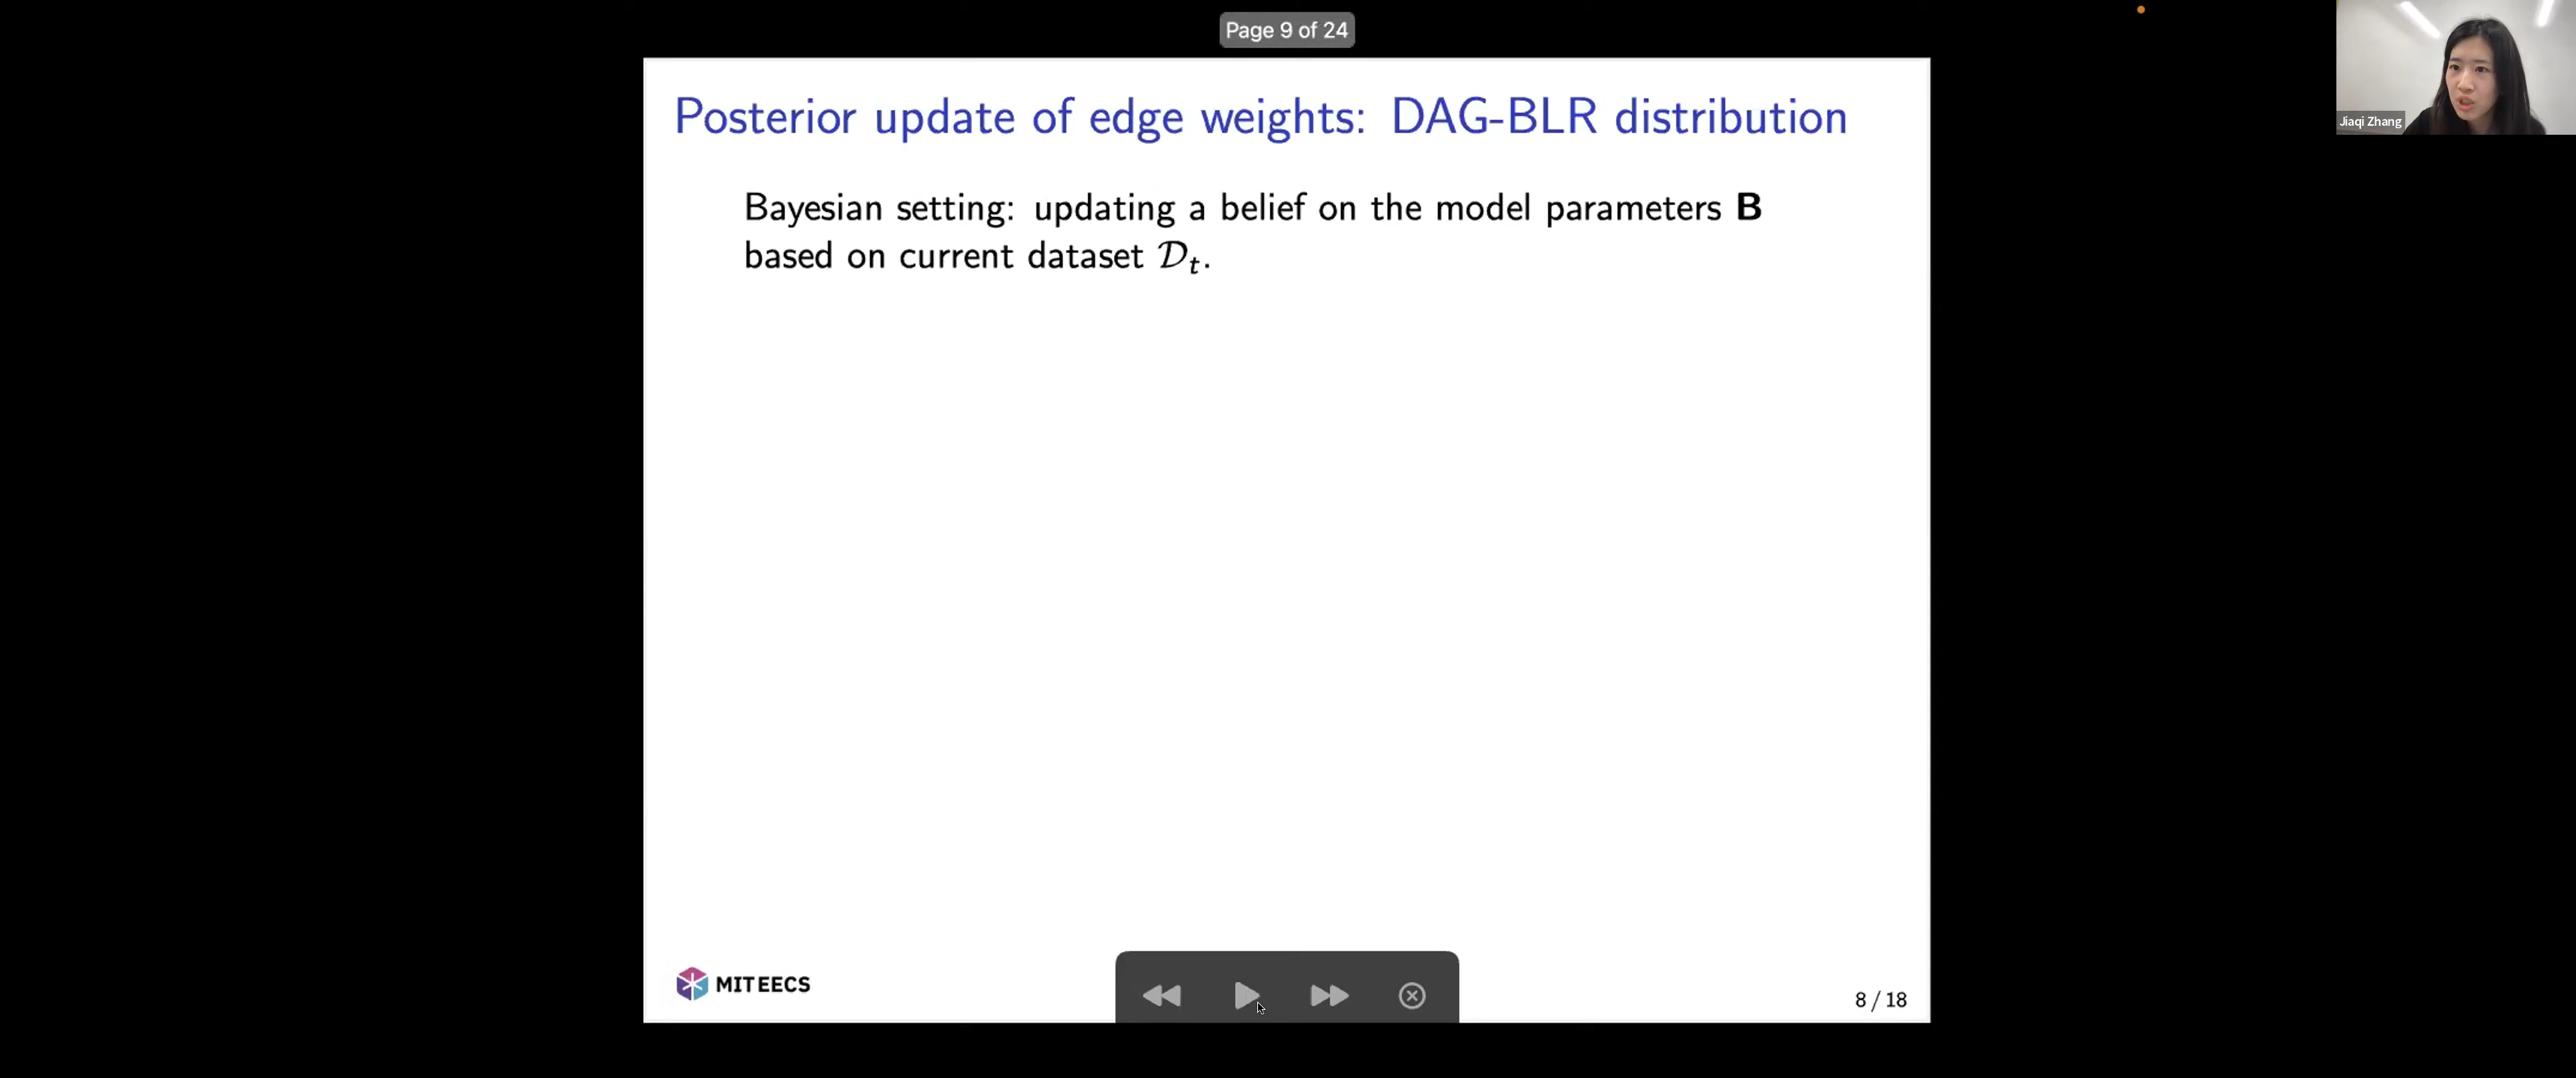 Page 9 of 24
Jiaqi Zhang
Posterior update of edge weights: DAG-BLR distribution
Bayesian setting: updating a belief on the model parameters B
based on current dataset 𝒟ₜ.
MIT EECS
8 / 18